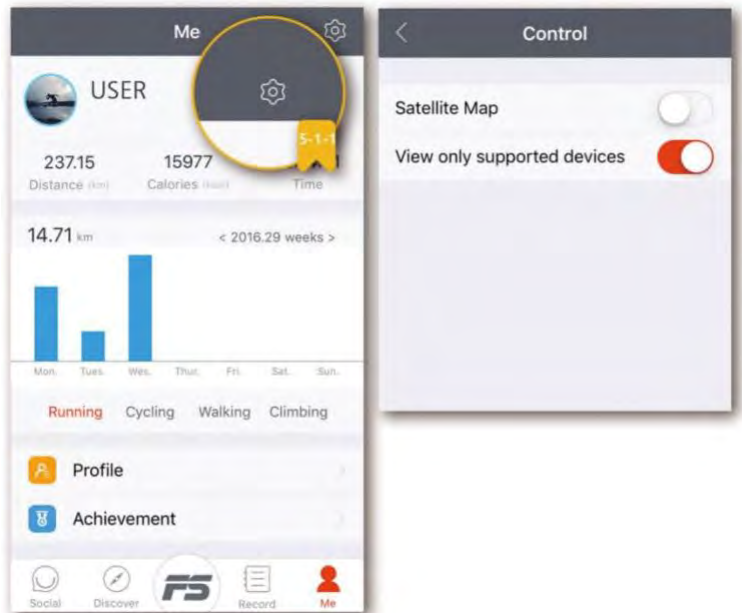 Me
USER
5-1-1
237.15
15977
Distance (km)
Calories
Time
14.71 km
< 2016.29 weeks >
Mon.
Tues.
Wes.
Thur.
Fri.
Sat.
Sun.
Running
Cycling
Walking
Climbing
Profile
Achievement
Social
Discover
FS
Record
Me
Control
Satellite Map
View only supported devices